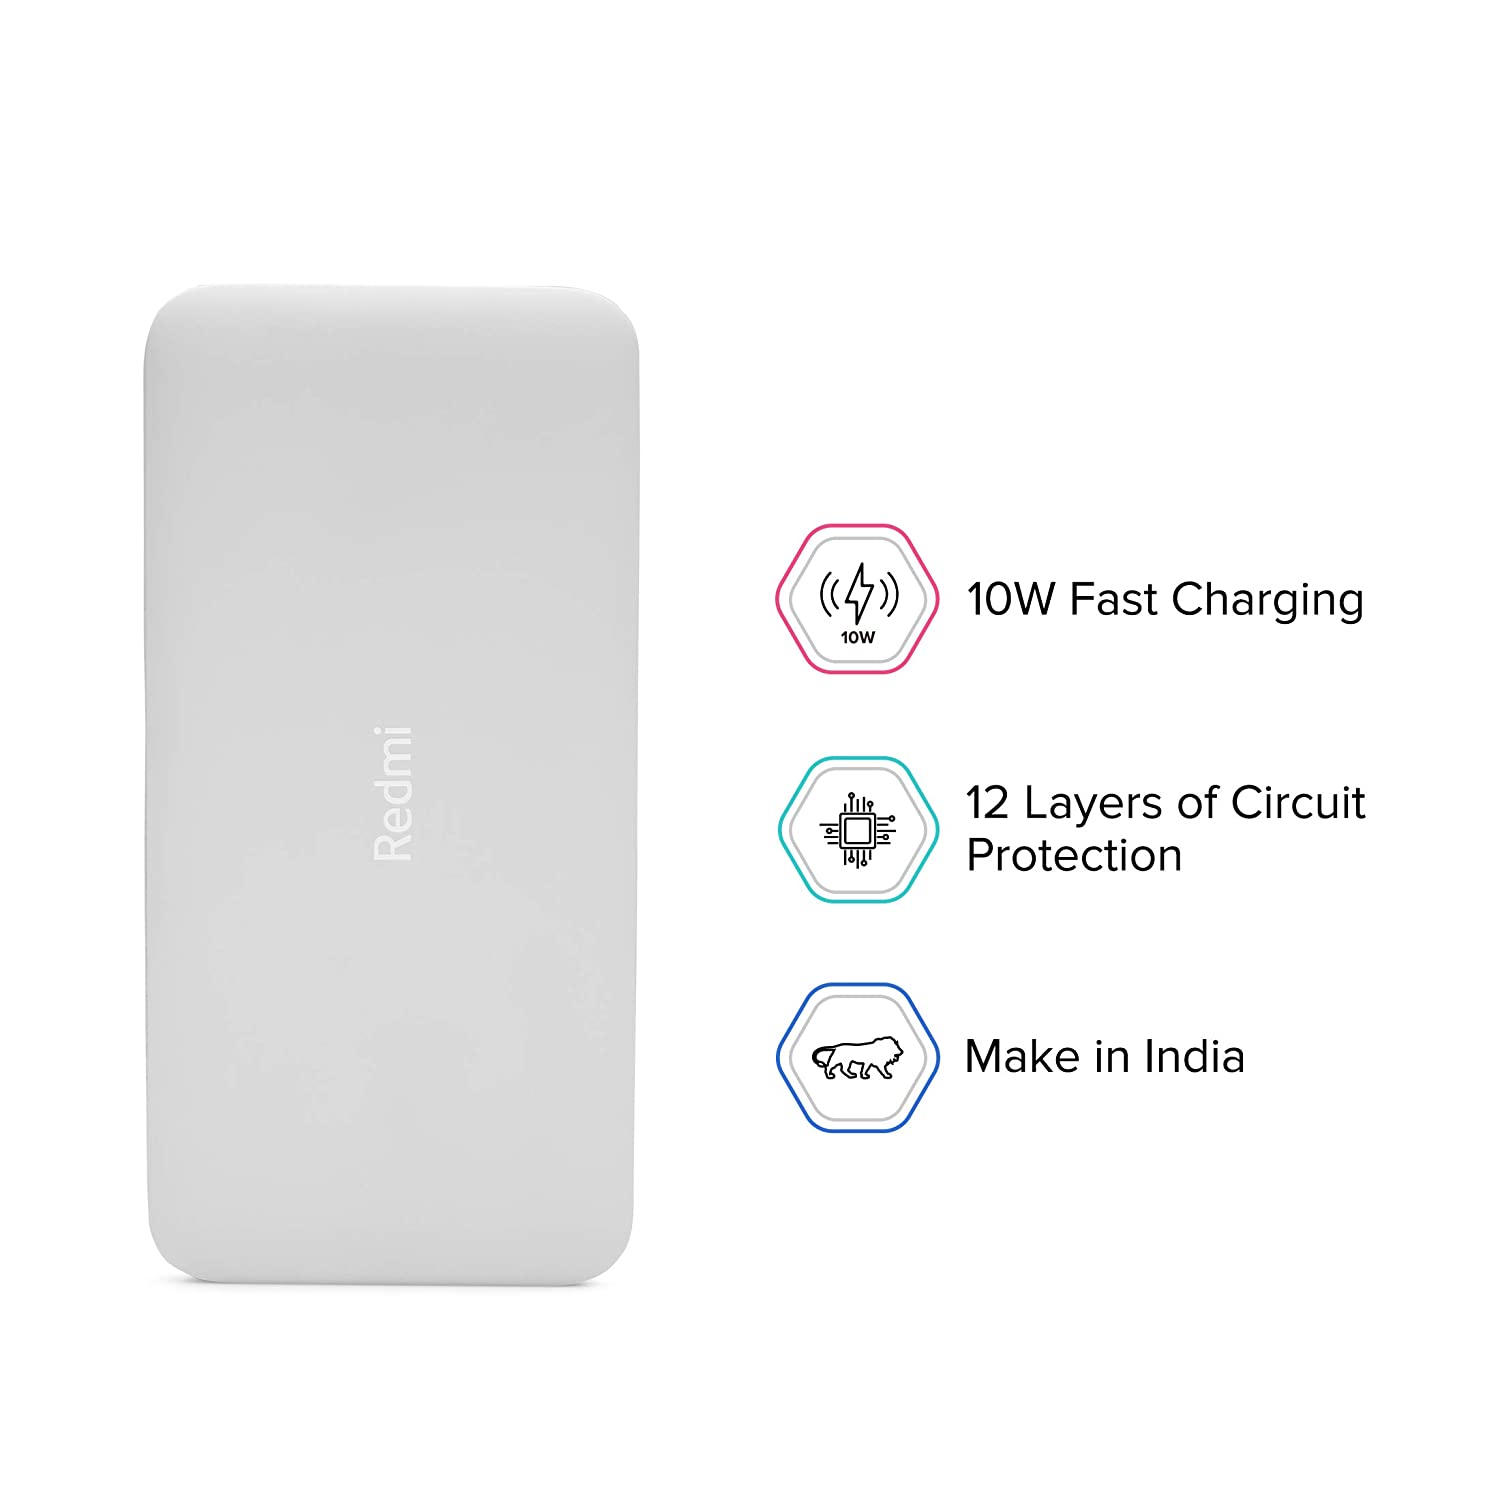 Redmi
10W
10W Fast Charging
12 Layers of Circuit
Protection
Make in India